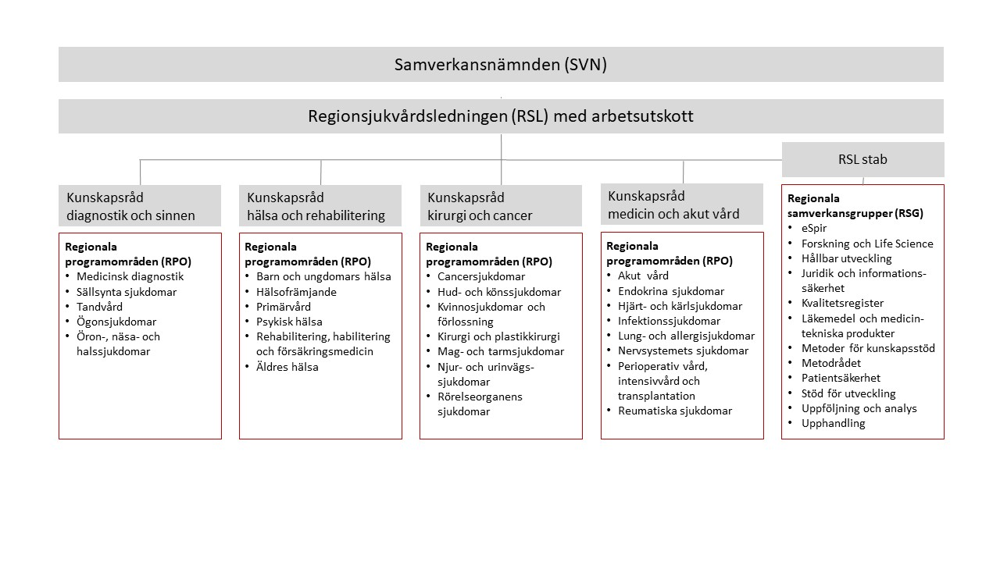 Samverkansnämnden (SVN)
Regionsjukvårdsledningen (RSL) med arbetsutskott
RSL stab
Kunskapsråd
diagnostik och sinnen
Regionala
programområden (RPO)
• Medicinsk diagnostik
• Sällsynta sjukdomar
• Tandvård
• Ögonsjukdomar
• Öron-, näsa- och
halssjukdomar
Kunskapsråd
hälsa och rehabilitering
Regionala
programområden (RPO)
• Barn och ungdomars hälsa
• Hälsofrämjande
• Primärvård
• Psykisk hälsa
• Rehabilitering, habilitering
och försäkringsmedicin
• Äldres hälsa
Kunskapsråd
kirurgi och cancer
Regionala
programområden (RPO)
• Cancersjukdomar
• Hud- och könssjukdomar
• Kvinnosjukdomar och
förlossning
• Kirurgi och plastikkirurgi
• Mag- och tarmsjukdomar
• Njur- och urinvägs-
sjukdomar
• Rörelseorganens
sjukdomar
Kunskapsråd
medicin och akut vård
Regionala
programområden (RPO)
• Akut vård
• Endokrina sjukdomar
• Hjärt- och kärlsjukdomar
• Infektionssjukdomar
• Lung- och allergisjukdomar
• Nervsystemets sjukdomar
• Perioperativ vård,
intensivvård och
transplantation
• Reumatiska sjukdomar
Regionala
samverkansgrupper (RSG)
• eSpir
• Forskning och Life Science
• Hållbar utveckling
• Juridik och informations-
säkerhet
• Kvalitetsregister
• Läkemedel och medicin-
tekniska produkter
• Metoder för kunskapsstöd
• Metodrådet
• Patientsäkerhet
• Stöd för utveckling
• Uppföljning och analys
• Upphandling